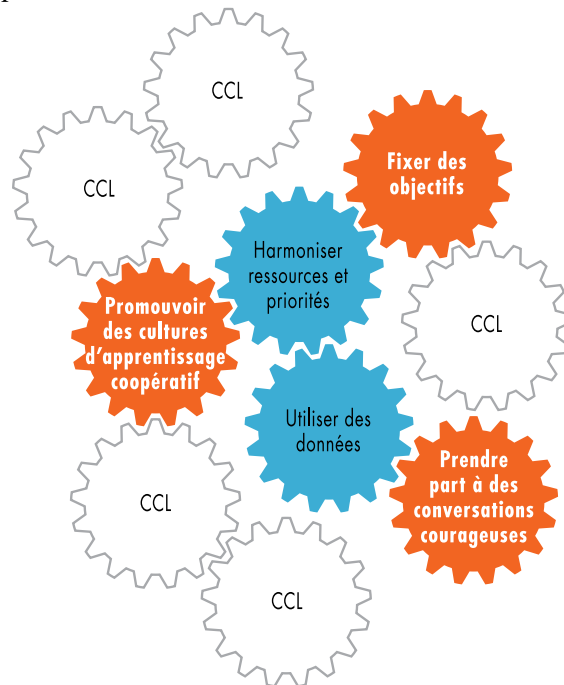 CCL
CCL
Fixer des
objectifs
Harmoniser
ressources et
priorités
CCL
Promouvoir
des cultures
d'apprentissage
coopératif
Utiliser des
données
Prendre
part à des
conversations
courageuses
CCL
CCL